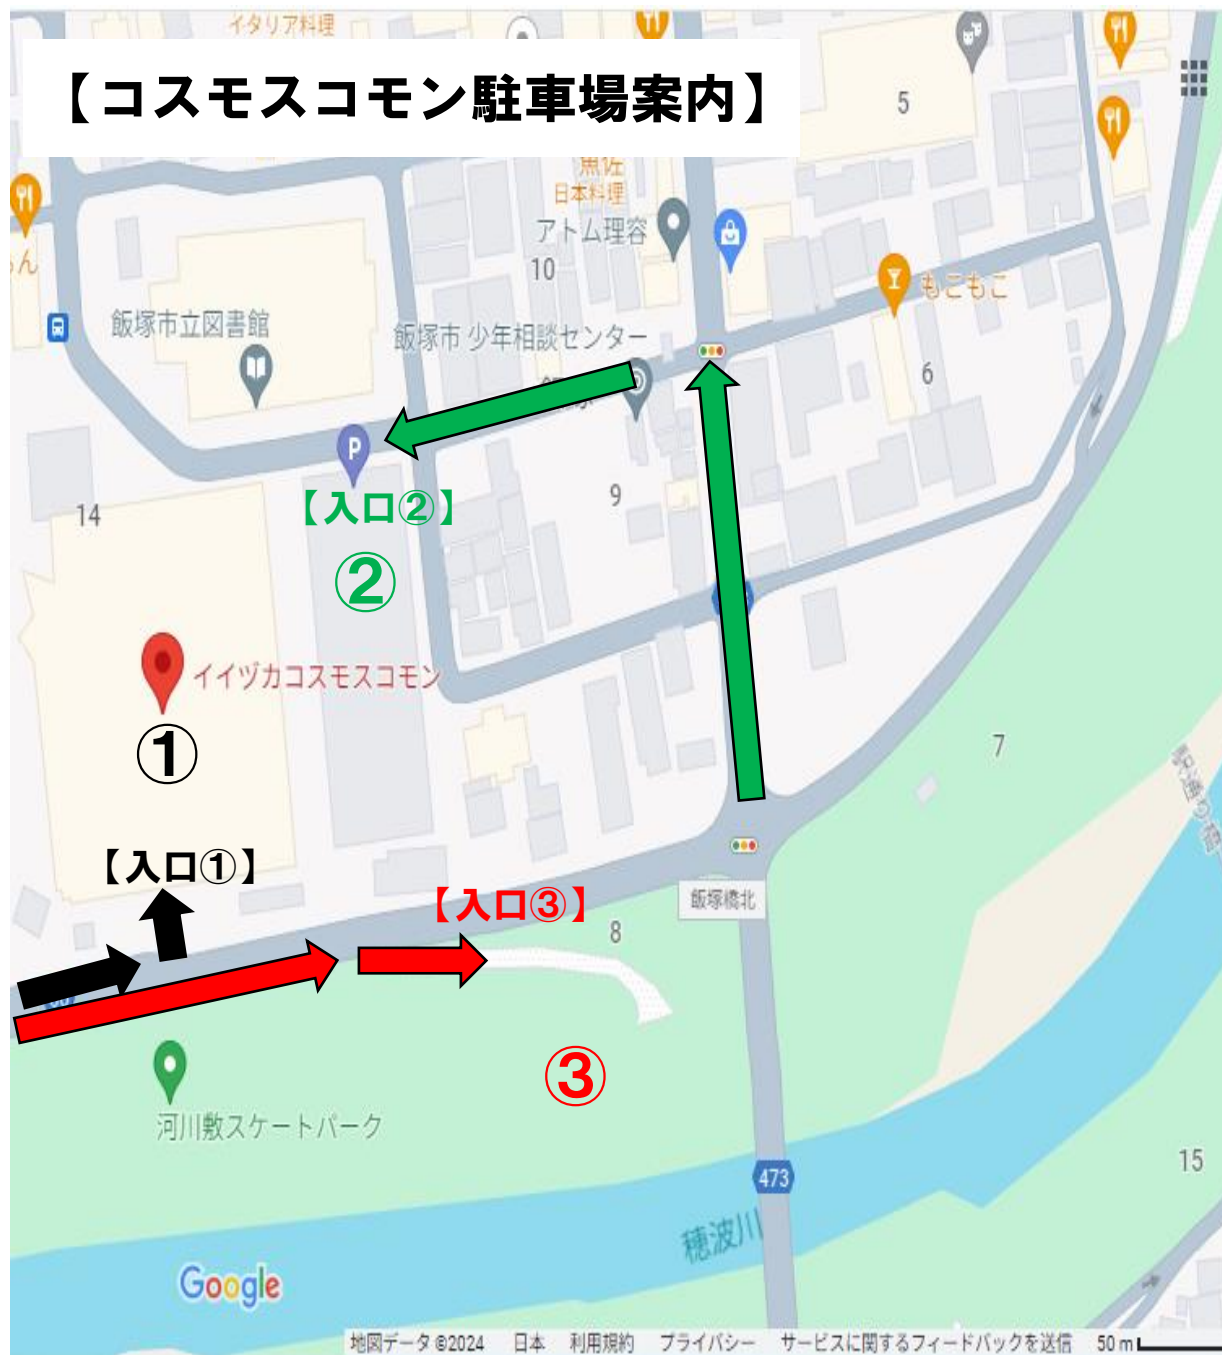 イタリア料理
【コスモスコモン駐車場案内】
5
魚佐
日本料理
アトム理容
10
もこもこ
ん
飯塚市立図書館
飯塚市 少年相談センター
6
P
【入口②】
9
14
②
イイヅカコスモスコモン
①
7
【入口①】
【入口③】
飯塚橋北
8
③
河川敷スケートパーク
15
473
穂波川
Google
地図データ ©2024 日本 利用規約 プライバシー サービスに関するフィードバックを送信 50 m